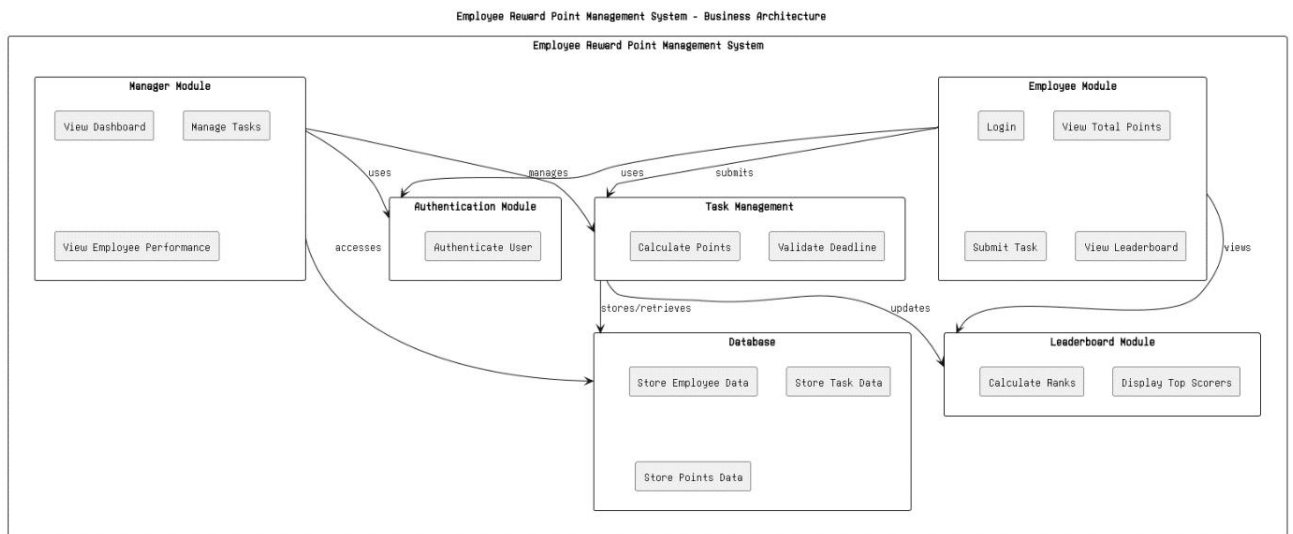 Employee Reward Point Management System - Business Architecture
Employee Reward Point Management System
Manager Module
View Dashboard
Manage Tasks
View Employee Performance
Employee Module
Login
View Total Points
Submit Task
View Leaderboard
uses
manages
uses
submits
accesses
views
Authentication Module
Authenticate User
Task Management
Calculate Points
Validate Deadline
stores/retrieves
updates
Database
Store Employee Data
Store Task Data
Store Points Data
Leaderboard Module
Calculate Ranks
Display Top Scorers